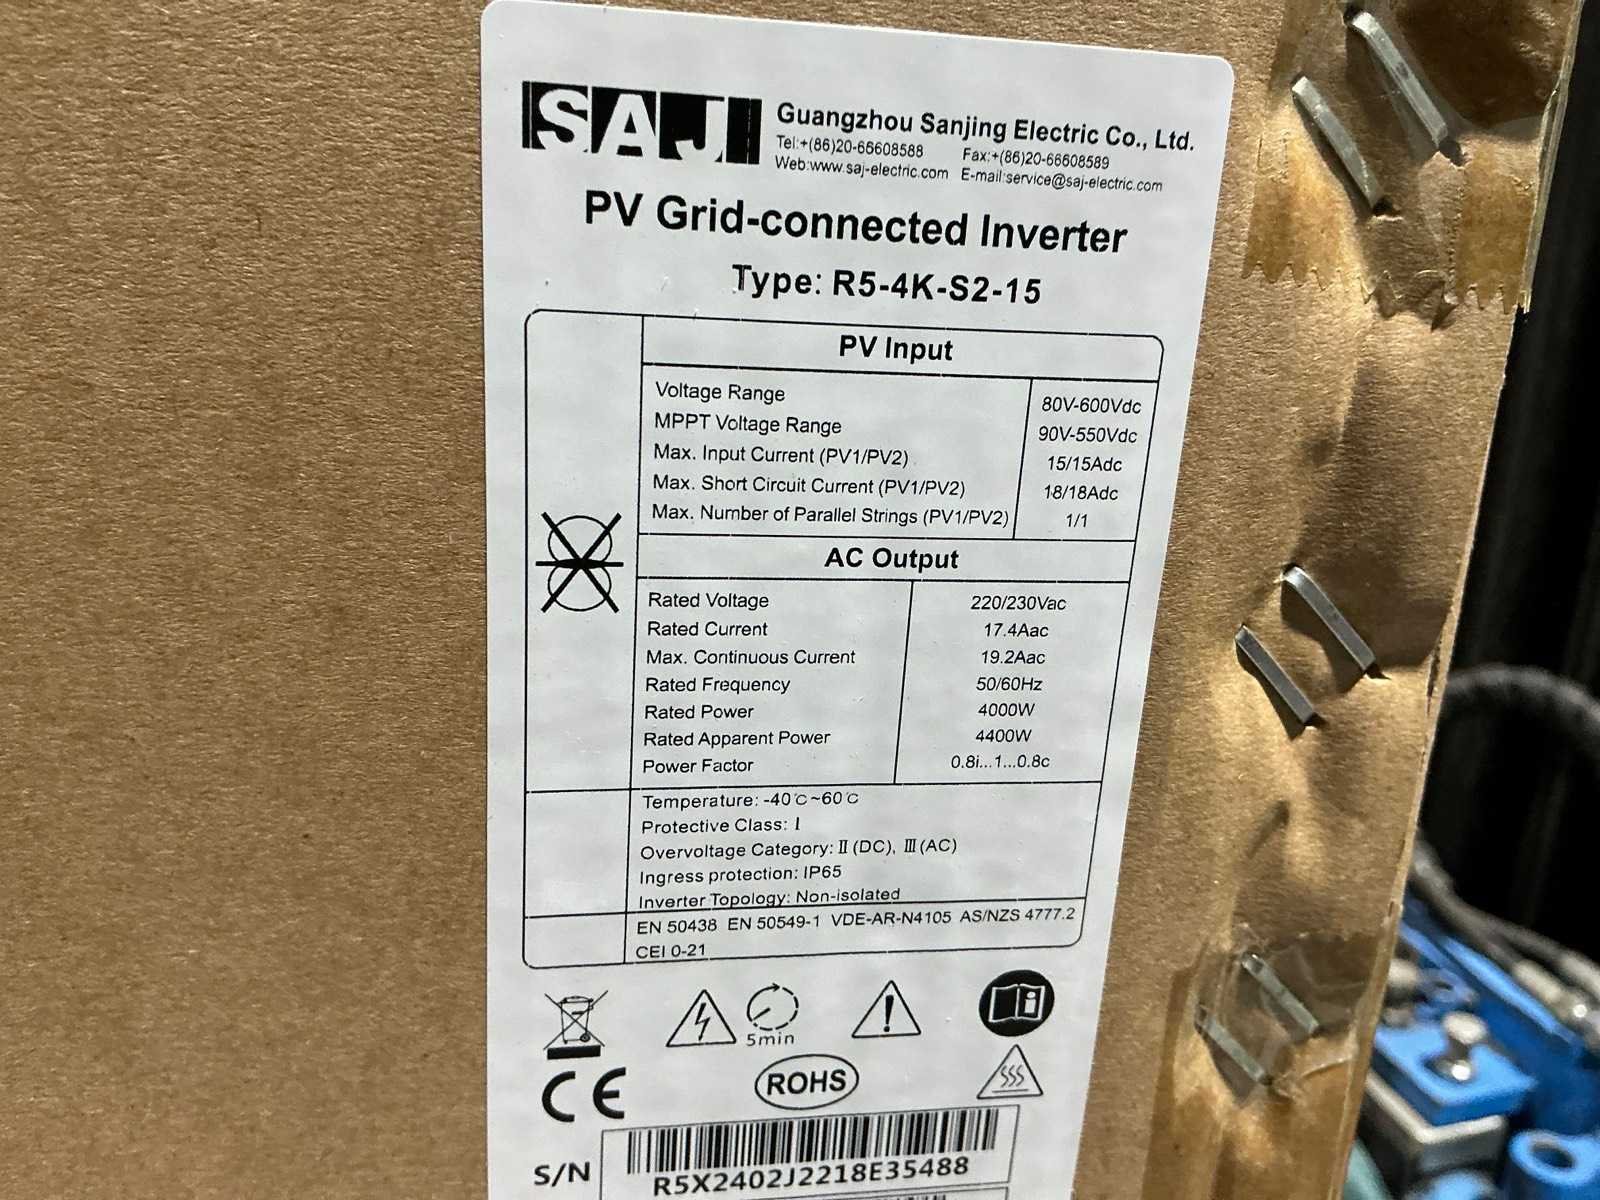 SAJ
Guangzhou Sanjing Electric Co., Ltd.
Tel:+(86)20-66608588 Fax:+(86)20-66608589
Web:www.saj-electric.com E-mail:service@saj-electric.com
PV Grid-connected Inverter
Type: R5-4K-S2-15
PV Input
Voltage Range 80V-600Vdc
MPPT Voltage Range 90V-550Vdc
Max. Input Current (PV1/PV2) 15/15Adc
Max. Short Circuit Current (PV1/PV2) 18/18Adc
Max. Number of Parallel Strings (PV1/PV2) 1/1
AC Output
Rated Voltage 220/230Vac
Rated Current 17.4Aac
Max. Continuous Current 19.2Aac
Rated Frequency 50/60Hz
Rated Power 4000W
Rated Apparent Power 4400W
Power Factor 0.8i...1...0.8c
Temperature: -40℃~60℃
Protective Class: I
Overvoltage Category: II (DC), III (AC)
Ingress protection: IP65
Inverter Topology: Non-isolated
EN 50438 EN 50549-1 VDE-AR-N4105 AS/NZS 4777.2
CEI 0-21
5min
CE
ROHS
S/N
R5X2402J2218E35488